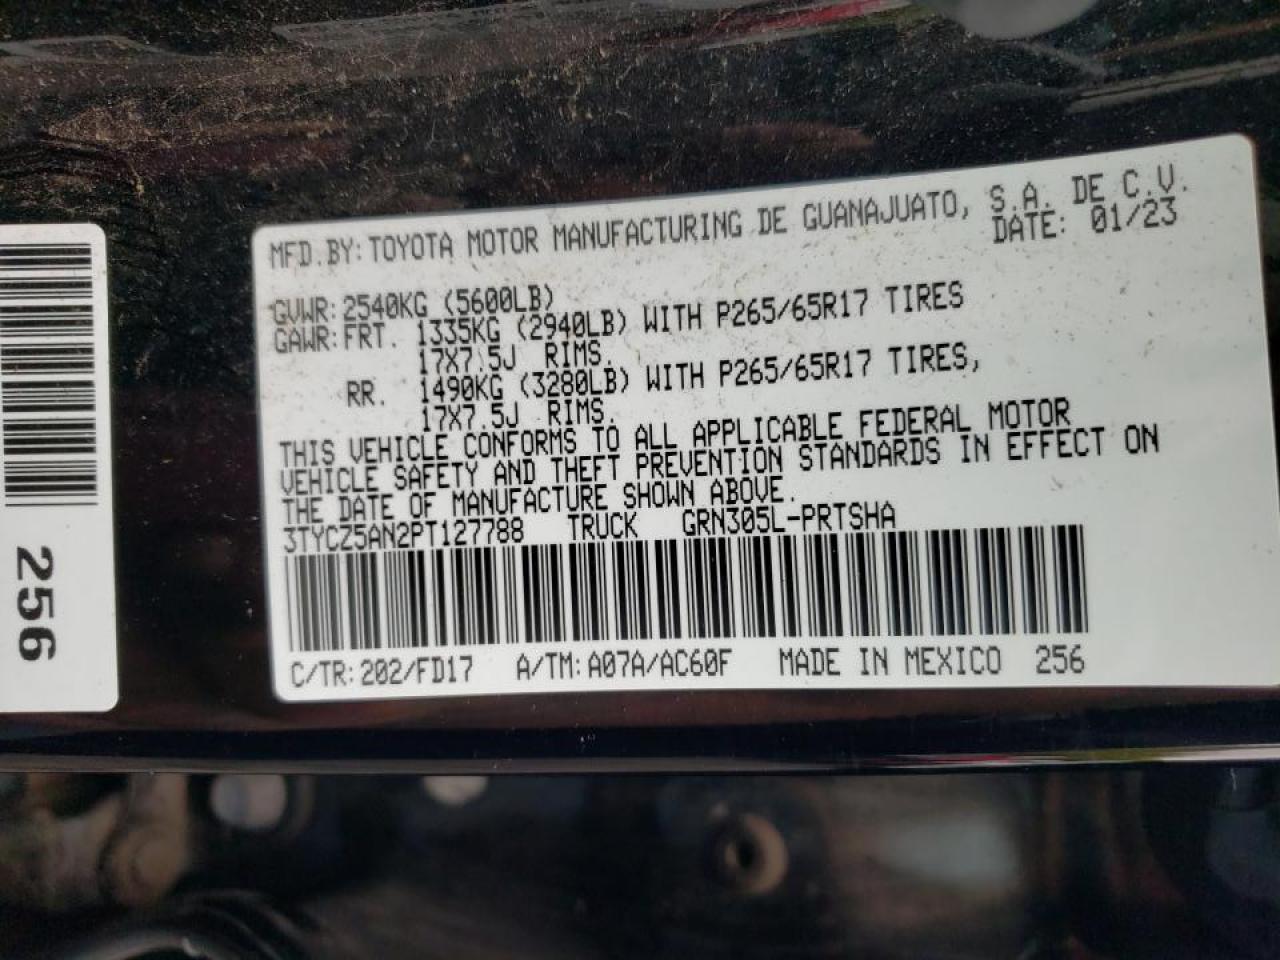 MFD.BY: TOYOTA MOTOR MANUFACTURING DE GUANAJUATO, S.A. DE C.V.
DATE: 01/23
GVWR: 2540KG (5600LB)
GAWR: FRT. 1335KG (2940LB) WITH P265/65R17 TIRES
17X7.5J RIMS.
RR. 1490KG (3280LB) WITH P265/65R17 TIRES,
17X7.5J RIMS.
THIS VEHICLE CONFORMS TO ALL APPLICABLE FEDERAL MOTOR
VEHICLE SAFETY AND THEFT PREVENTION STANDARDS IN EFFECT ON
THE DATE OF MANUFACTURE SHOWN ABOVE.
3TYCZ5AN2PT127788 TRUCK GRN305L-PRTSHA
C/TR: 202/FD17 A/TM: A07A/AC60F MADE IN MEXICO 256
256